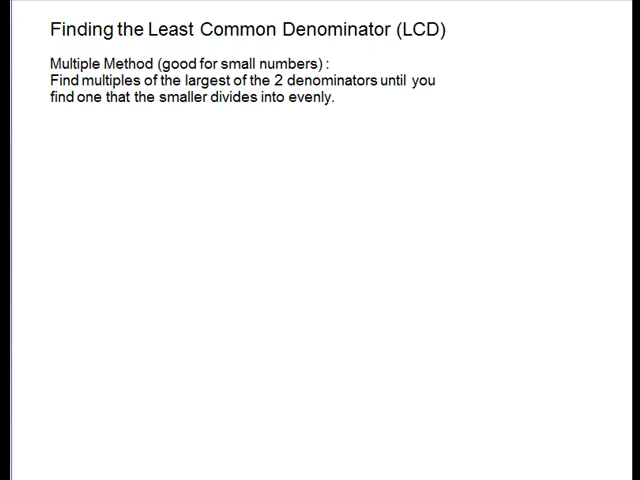 Finding the Least Common Denominator (LCD)
Multiple Method (good for small numbers) :
Find multiples of the largest of the 2 denominators until you
find one that the smaller divides into evenly.